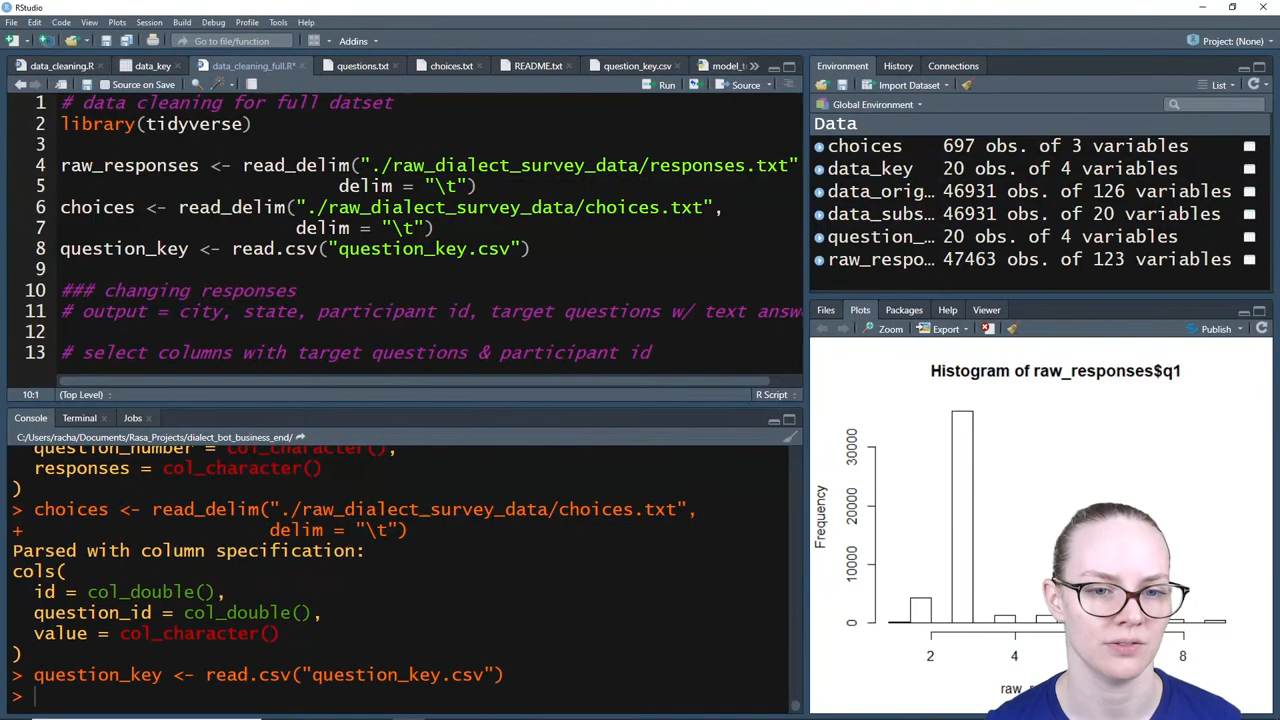 RStudio
File Edit Code View Plots Session Build Debug Profile Tools Help
Go to file/function Addins Project: (None)
data_cleaning.R data_key data_cleaning_full.R* questions.txt choices.txt README.txt question_key.csv model_t
Source on Save Run Source
1 # data cleaning for full datset
2 library(tidyverse)
3
4 raw_responses <- read_delim("./raw_dialect_survey_data/responses.txt"
5 delim = "\t")
6 choices <- read_delim("./raw_dialect_survey_data/choices.txt",
7 delim = "\t")
8 question_key <- read.csv("question_key.csv")
9
10 ### changing responses
11 # output = city, state, participant id, target questions w/ text answe
12
13 # select columns with target questions & participant id
10:1 (Top Level) R Script
Console Terminal Jobs
C:/Users/racha/Documents/Rasa_Projects/dialect_bot_business_end/
question_number = col_character(),
responses = col_character()
)
> choices <- read_delim("./raw_dialect_survey_data/choices.txt",
+ delim = "\t")
Parsed with column specification:
cols(
id = col_double(),
question_id = col_double(),
value = col_character()
)
> question_key <- read.csv("question_key.csv")
>
Environment History Connections
Import Dataset List
Global Environment
Data
choices 697 obs. of 3 variables
data_key 20 obs. of 4 variables
data_orig… 46931 obs. of 126 variables
data_subs… 46931 obs. of 20 variables
question_… 20 obs. of 4 variables
raw_respo… 47463 obs. of 123 variables
Files Plots Packages Help Viewer
Zoom Export Publish
Histogram of raw_responses$q1
Frequency
30000
20000
10000
0
2 4 8
raw_r